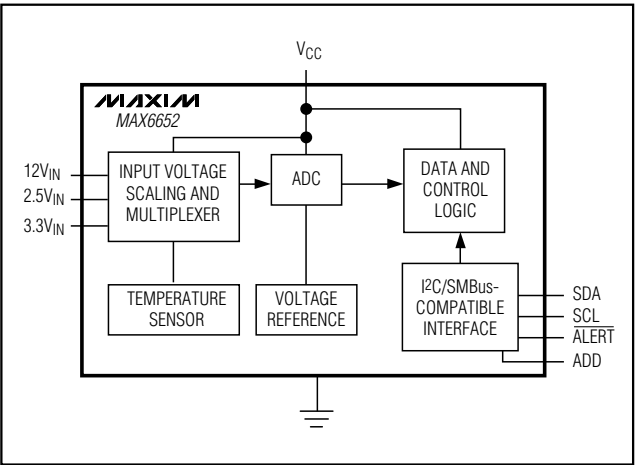 VCC
MAXIM
MAX6652
12VIN
2.5VIN
3.3VIN
INPUT VOLTAGE
SCALING AND
MULTIPLEXER
ADC
DATA AND
CONTROL
LOGIC
TEMPERATURE
SENSOR
VOLTAGE
REFERENCE
I2C/SMBus-
COMPATIBLE
INTERFACE
SDA
SCL
ALERT
ADD